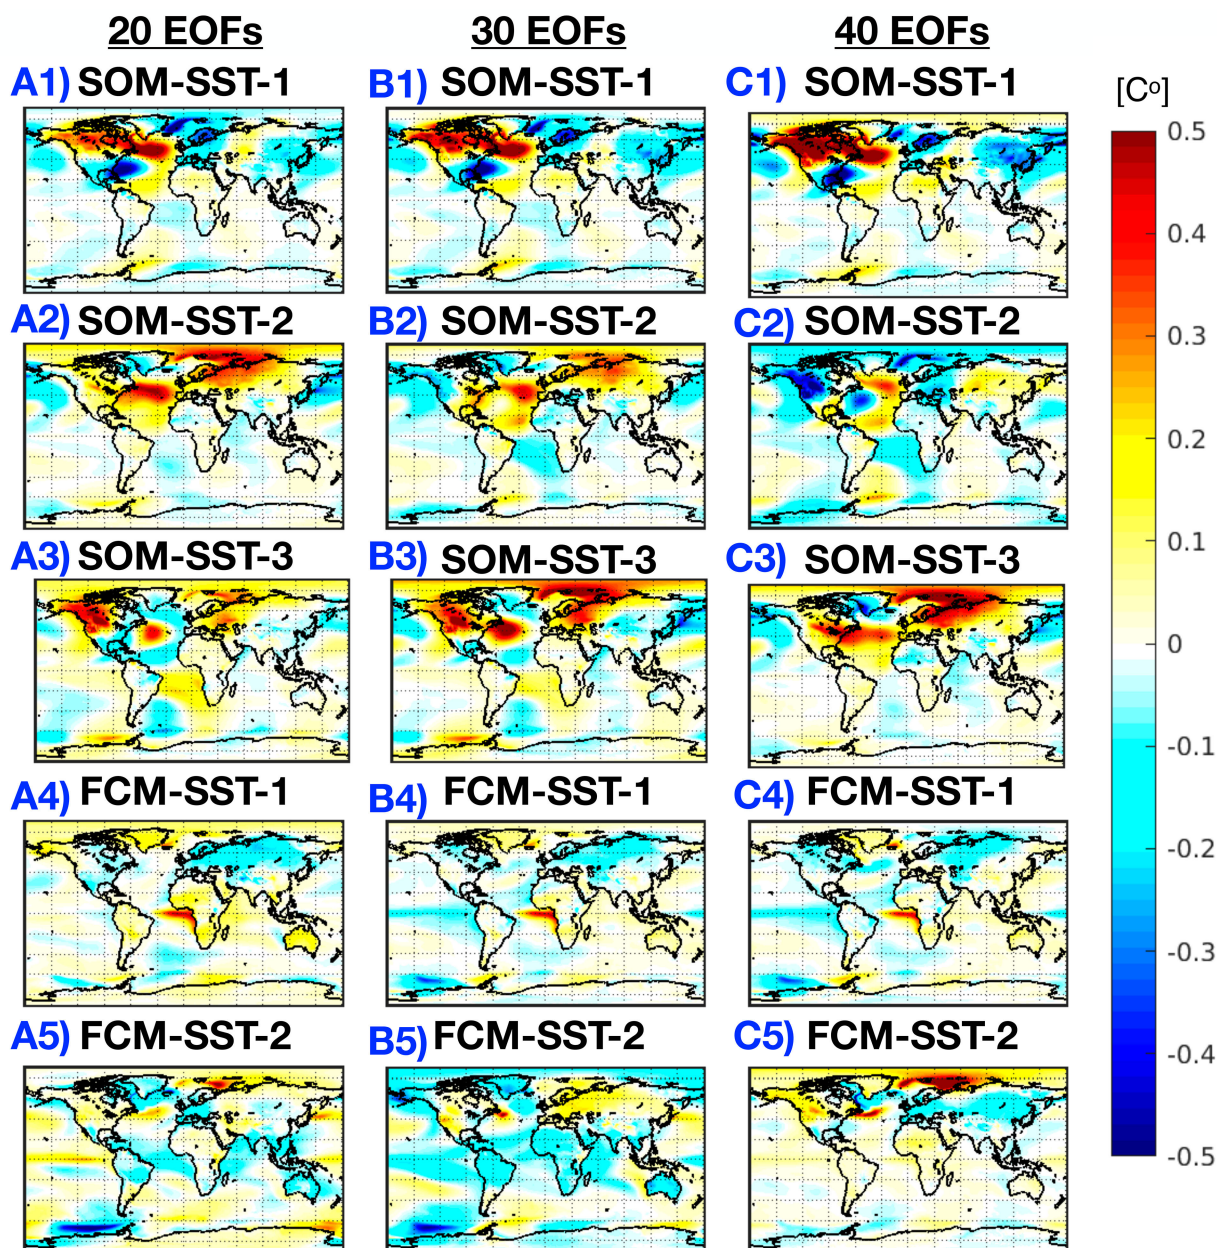 20 EOFs 30 EOFs 40 EOFs
A1) SOM-SST-1 B1) SOM-SST-1 C1) SOM-SST-1
[Cº]
0.5
A2) SOM-SST-2 B2) SOM-SST-2 C2) SOM-SST-2
0.4
0.3
0.2
A3) SOM-SST-3 B3) SOM-SST-3 C3) SOM-SST-3
0.1
0
-0.1
A4) FCM-SST-1 B4) FCM-SST-1 C4) FCM-SST-1
-0.2
-0.3
A5) FCM-SST-2 B5) FCM-SST-2 C5) FCM-SST-2
-0.4
-0.5